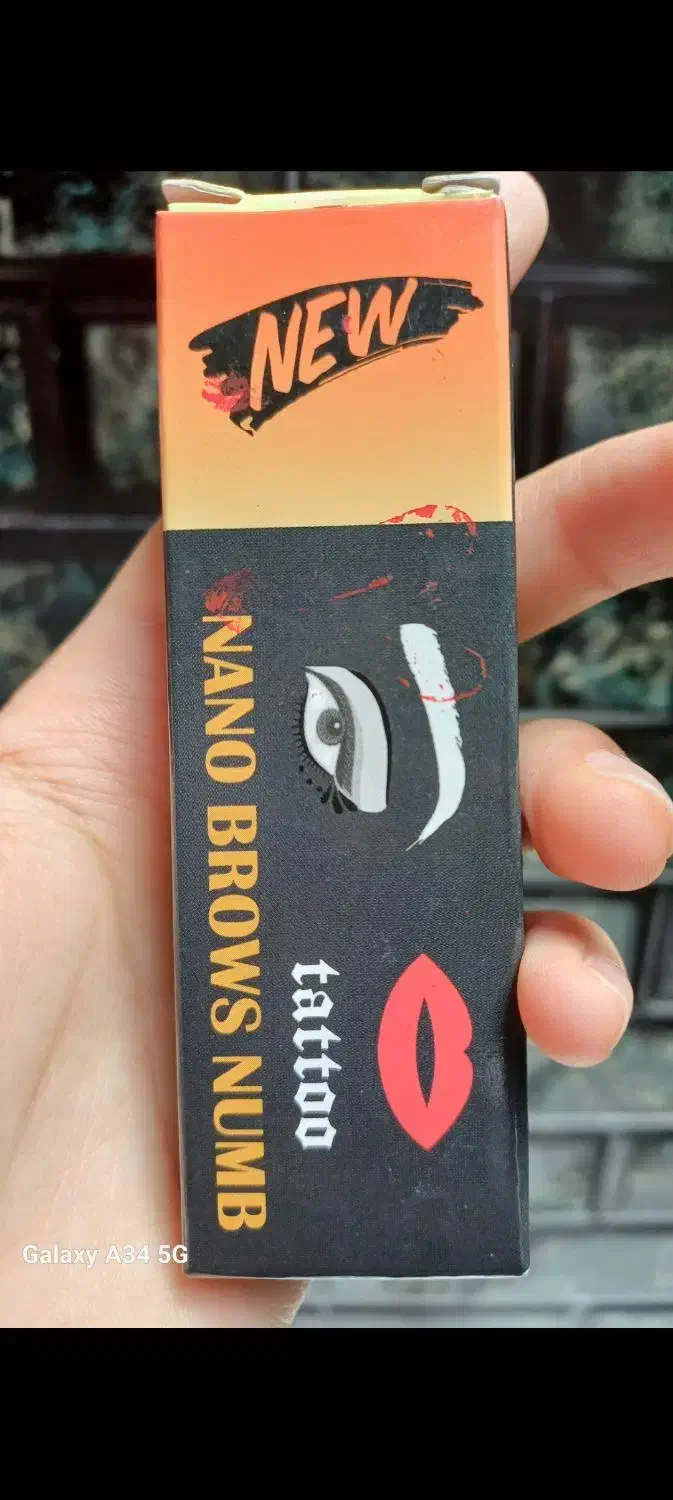 NEW
NANO BROWS NUMB
tattoo
Galaxy A34 5G